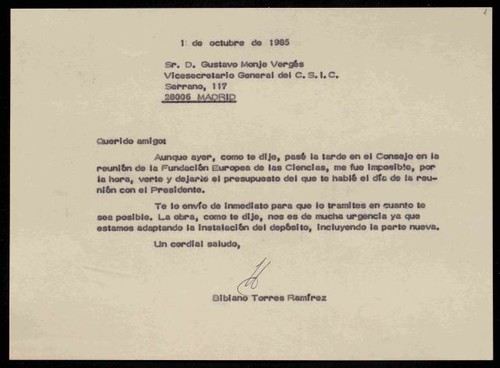 1 de octubre de 1985
Sr. D. Gustavo Monje Vergés
Vicesecretario General del C.S.I.C.
Serrano, 117
28006 MADRID
Querido amigo:
Aunque ayer, como te dije, pasé la tarde en el Consejo en la
reunión de la Fundación Europea de las Ciencias, me fue imposible, por
la hora, verte y dejarte el presupuesto del que te hablé el día de la reu-
nión con el Presidente.
Te lo envío de inmediato para que lo tramites en cuanto te
sea posible. La obra, como te dije, nos es de mucha urgencia ya que
estamos adaptando la instalación del depósito, incluyendo la parte nueva.
Un cordial saludo,
Bibiano Torres Ramírez